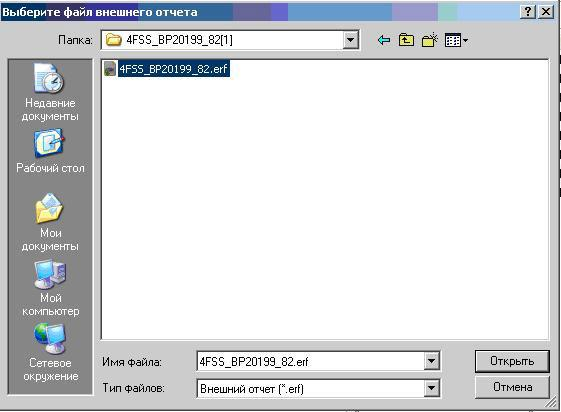 Выберите файл внешнего отчета
Папка: 4FSS_BP20199_82[1]
4FSS_BP20199_82.erf
Недавние
документы
Рабочий стол
Мои
документы
Мой
компьютер
Сетевое
окружение
Имя файла: 4FSS_BP20199_82.erf Открыть
Тип файлов: Внешний отчет (*.erf) Отмена